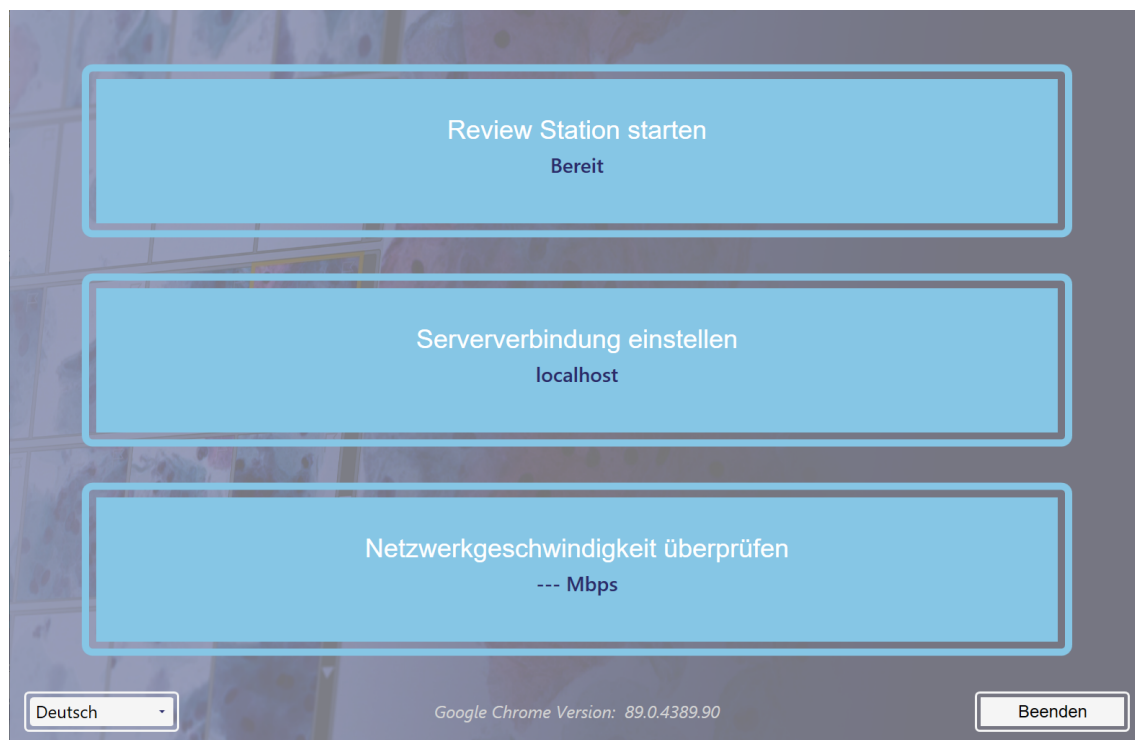 Review Station starten
Bereit
Serververbindung einstellen
localhost
Netzwerkgeschwindigkeit überprüfen
--- Mbps
Deutsch
Google Chrome Version: 89.0.4389.90
Beenden